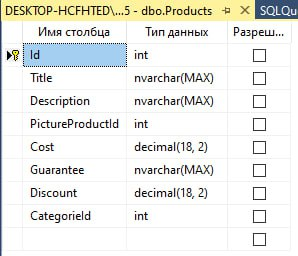 DESKTOP-HCFHTED\...5 - dbo.Products
SQLQu
Имя столбца Тип данных Разреш...
Id int
Title nvarchar(MAX)
Description nvarchar(MAX)
PictureProductId int
Cost decimal(18, 2)
Guarantee nvarchar(MAX)
Discount decimal(18, 2)
CategorieId int